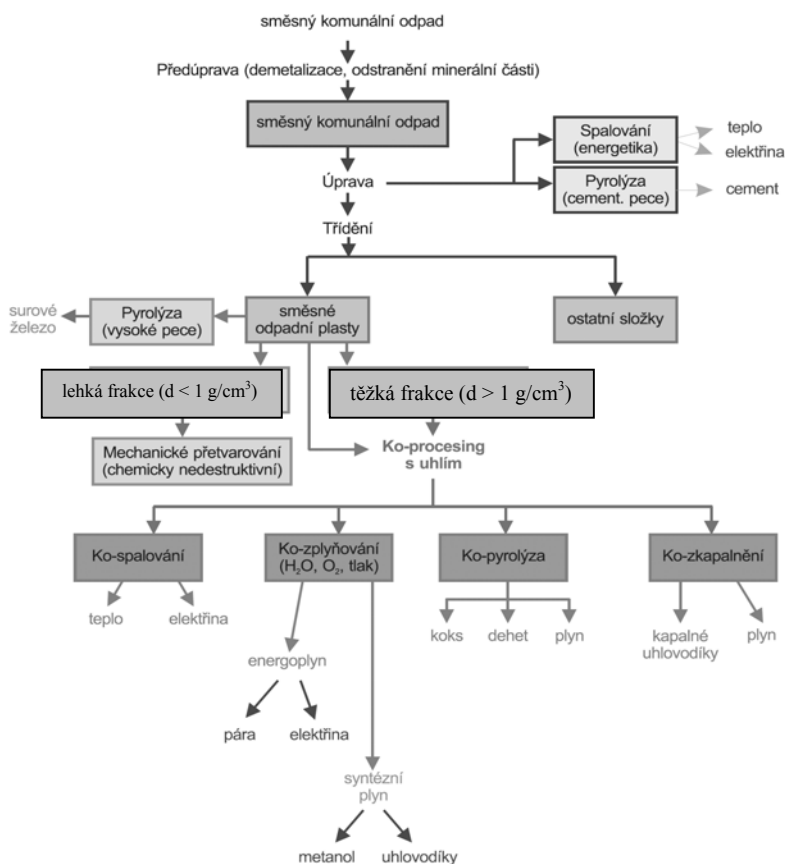 směsný komunální odpad
Předúprava (demetalizace, odstranění minerální části)
směsný komunální odpad
Spalování
(energetika)
teplo
elektřina
Úprava
Pyrolýza
(cement. pece)
cement
Třídění
surové
železo
Pyrolýza
(vysoké pece)
směsné
odpadní plasty
ostatní složky
lehká frakce (d < 1 g/cm³)
těžká frakce (d > 1 g/cm³)
Mechanické přetvarování
(chemicky nedestruktivní)
Ko-procesing
s uhlím
Ko-spalování
Ko-zplyňování
(H₂O, O₂, tlak)
Ko-pyrolýza
Ko-zkapalnění
teplo
elektřina
koks
dehet
plyn
kapalné
uhlovodíky
plyn
energoplyn
pára
elektřina
syntézní
plyn
metanol
uhlovodíky